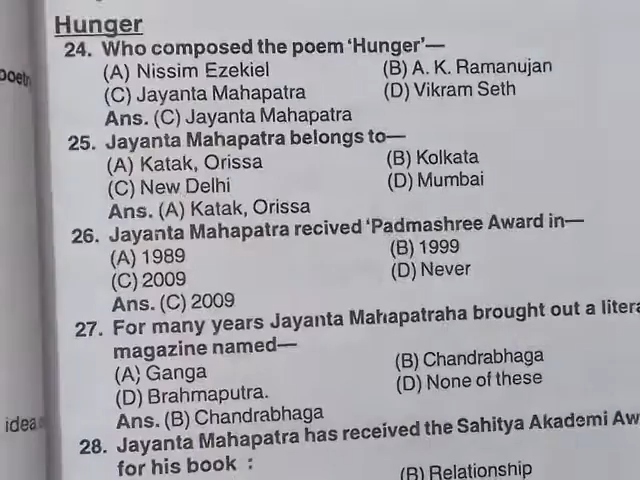 Hunger
24. Who composed the poem ‘Hunger’—
(A) Nissim Ezekiel (B) A. K. Ramanujan
(C) Jayanta Mahapatra (D) Vikram Seth
Ans. (C) Jayanta Mahapatra
25. Jayanta Mahapatra belongs to—
(A) Katak, Orissa (B) Kolkata
(C) New Delhi (D) Mumbai
Ans. (A) Katak, Orissa
26. Jayanta Mahapatra recived ‘Padmashree Award in—
(A) 1989 (B) 1999
(C) 2009 (D) Never
Ans. (C) 2009
27. For many years Jayanta Mahapatraha brought out a litera
magazine named—
(A) Ganga (B) Chandrabhaga
(D) Brahmaputra. (D) None of these
Ans. (B) Chandrabhaga
28. Jayanta Mahapatra has received the Sahitya Akademi Aw
for his book :
(B) Relationship
idea